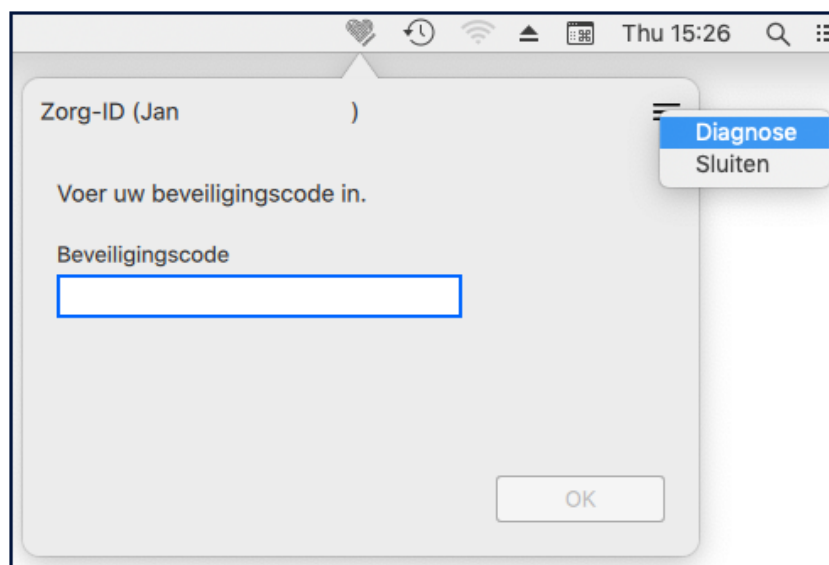 Thu 15:26
Zorg-ID (Jan )
Diagnose
Sluiten
Voer uw beveiligingscode in.
Beveiligingscode
OK